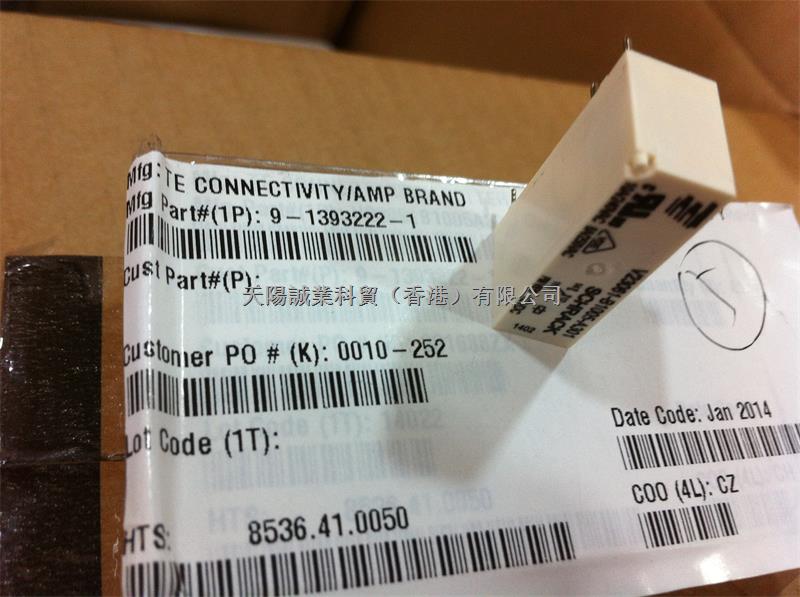 Mfg: TE CONNECTIVITY/AMP BRAND
Mfg Part#(1P): 9-1393222-1
Cust Part#(P):
天陽誠業科貿（香港）有限公司
Customer PO # (K): 0010-252
Lot Code (1T):
14022
HTS: 8536.41.0050
Date Code: Jan 2014
COO (4L): CZ
SCHRACK
1402